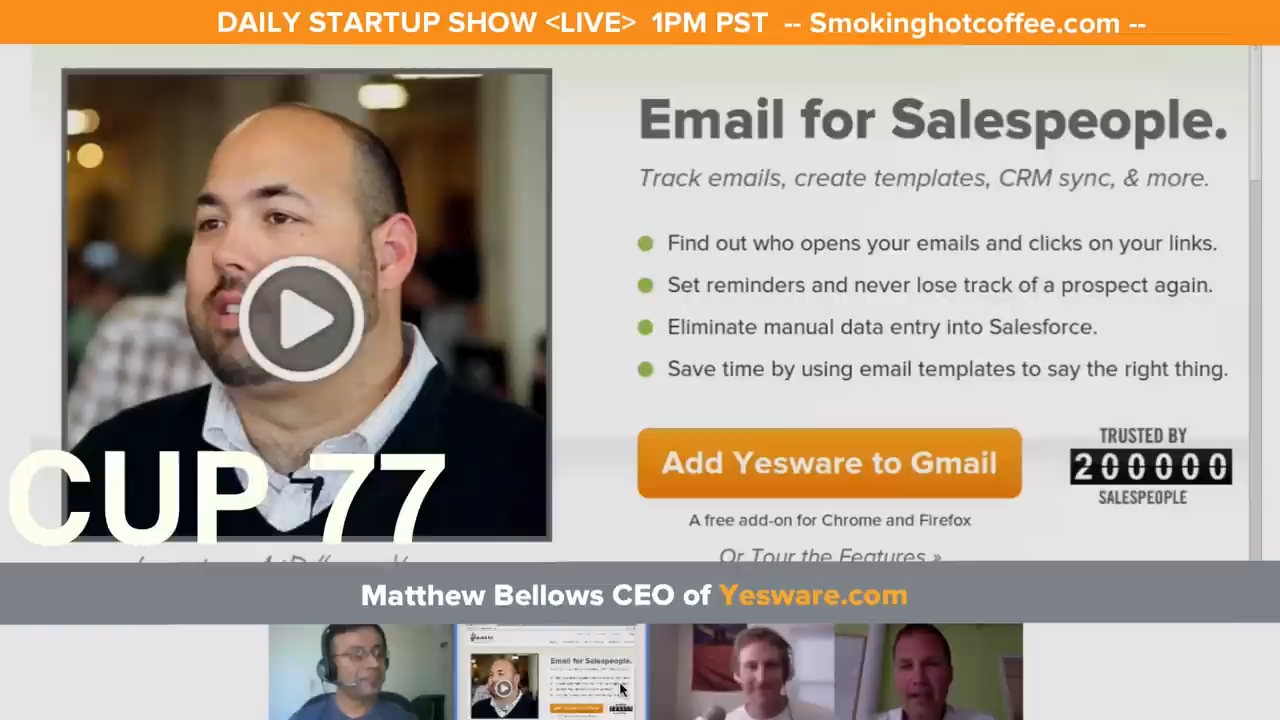 DAILY STARTUP SHOW <LIVE> 1PM PST -- Smokinghotcoffee.com --
Email for Salespeople.
Track emails, create templates, CRM sync, & more.
Find out who opens your emails and clicks on your links.
Set reminders and never lose track of a prospect again.
Eliminate manual data entry into Salesforce.
Save time by using email templates to say the right thing.
Add Yesware to Gmail
TRUSTED BY
200000
SALESPEOPLE
A free add-on for Chrome and Firefox
Or Tour the Features »
CUP 77
Matthew Bellows CEO of Yesware.com
Email for Salespeople.